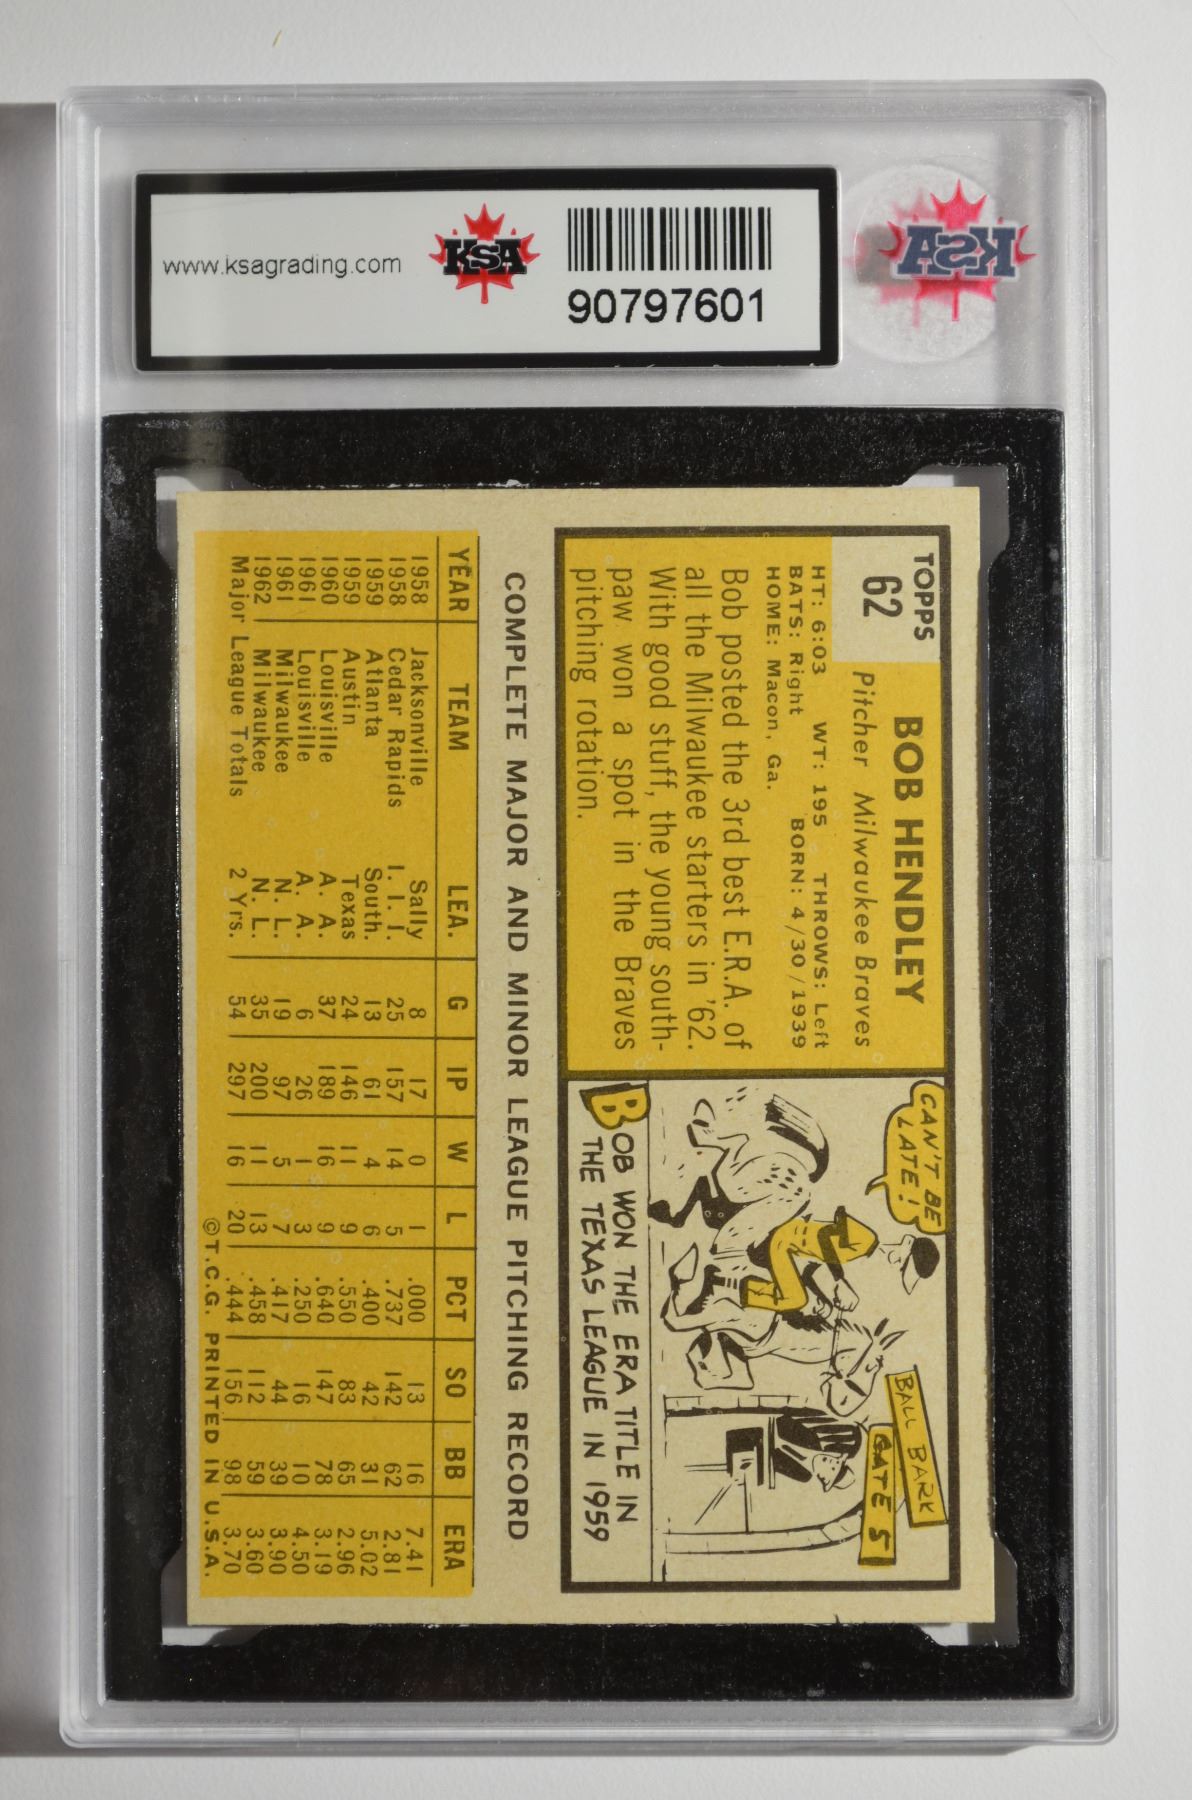 www.ksagrading.com
KSA
90797601
KSA
TOPPS
62
BOB HENDLEY
Pitcher Milwaukee Braves
HT: 6:03 WT: 195 THROWS: Left
BATS: Right BORN: 4/30/1939
HOME: Macon, Ga.
Bob posted the 3rd best E.R.A. of
all the Milwaukee starters in '62.
With good stuff, the young south-
paw won a spot in the Braves
pitching rotation.
CAN'T BE
LATE!
BALL BARK
GATE 5
BOB WON THE ERA TITLE IN
THE TEXAS LEAGUE IN 1959
COMPLETE MAJOR AND MINOR LEAGUE PITCHING RECORD
YEAR TEAM LEA. G IP W L PCT SO BB ERA
1958 Jacksonville Sally 8 17 0 1 .000 13 16 7.41
1958 Cedar Rapids I. I. I. 25 157 14 5 .737 142 62 2.81
1959 Atlanta South. 13 61 4 6 .400 42 31 5.02
1959 Austin Texas 24 146 11 9 .550 83 65 2.96
1960 Louisville A. A. 37 189 16 9 .640 147 78 3.19
1961 Louisville A. A. 6 26 1 3 .250 16 10 4.50
1961 Milwaukee N. L. 19 97 5 7 .417 44 39 3.90
1962 Milwaukee N. L. 35 200 11 13 .458 112 59 3.60
Major League Totals 2 Yrs. 54 297 16 20 .444 156 98 3.70
©T.C.G. PRINTED IN U.S.A.